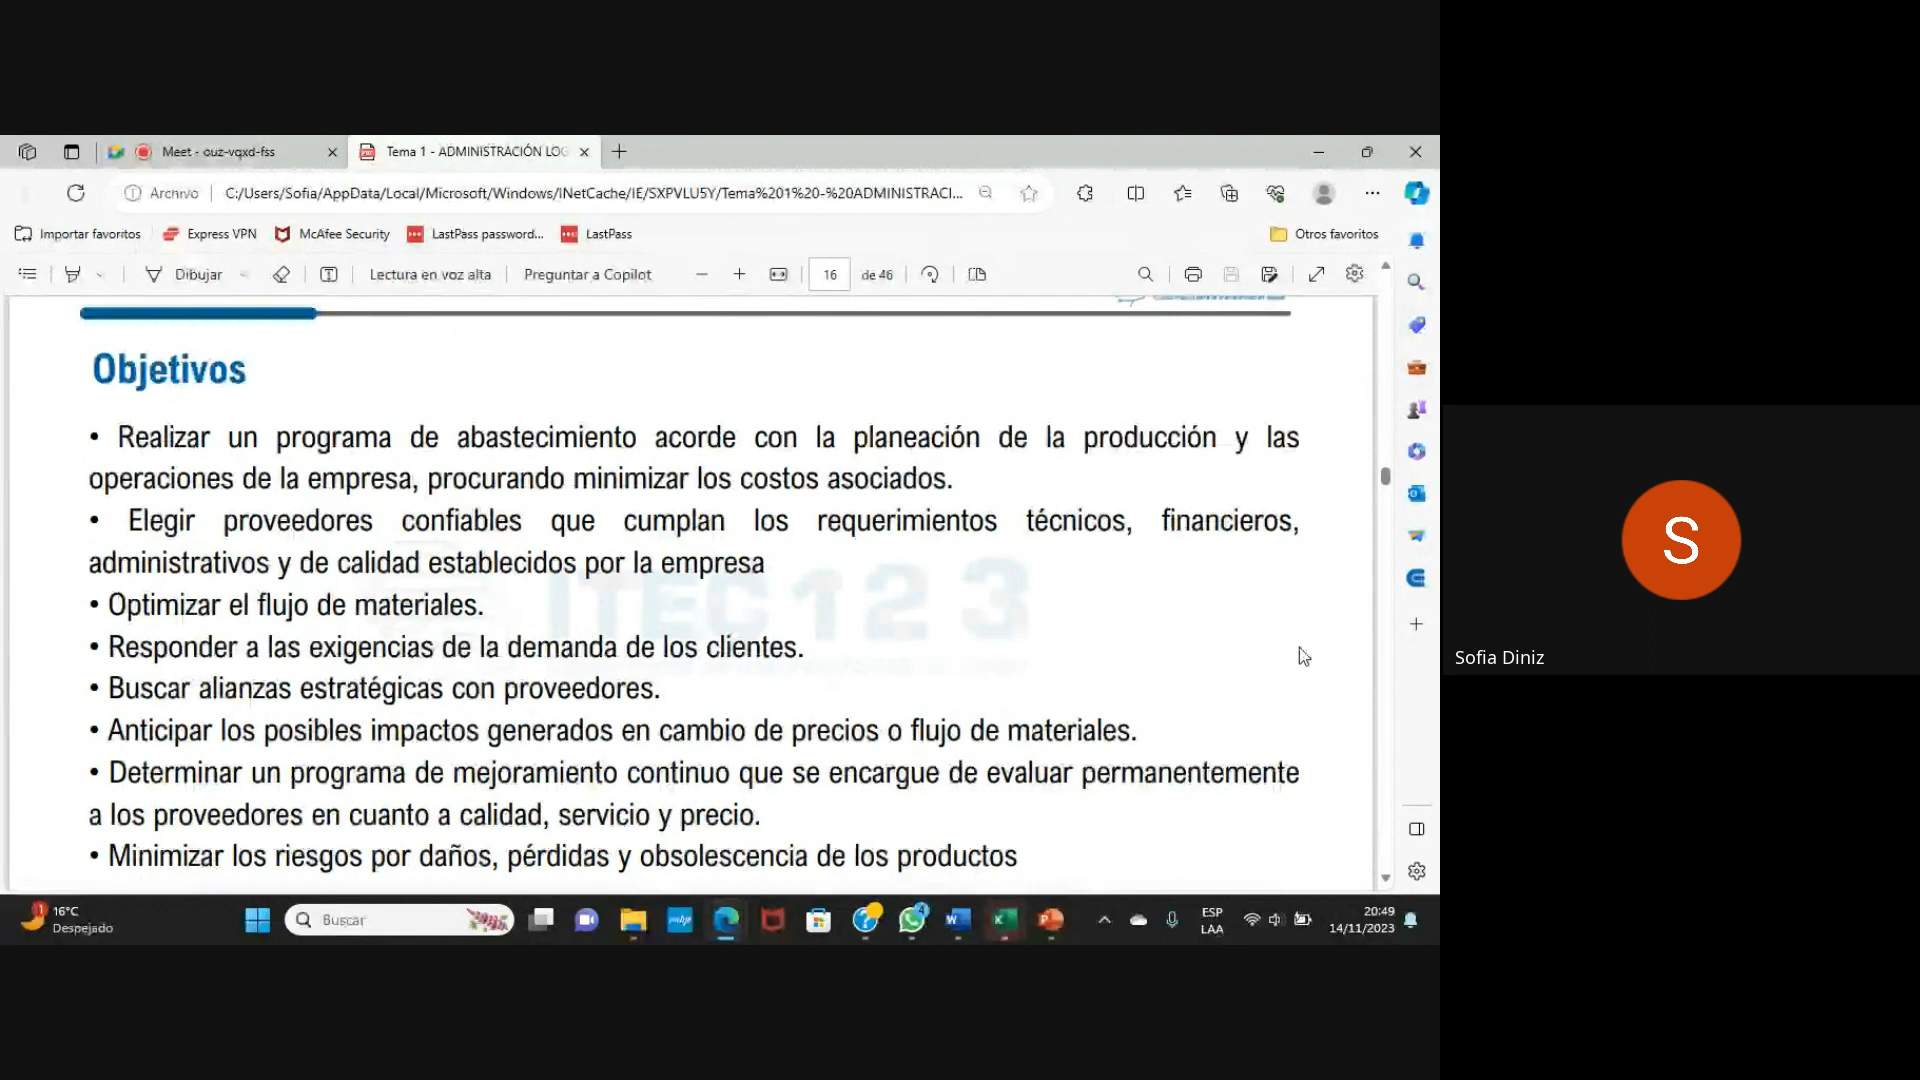 Meet - ouz-vqxd-fss
Tema 1 - ADMINISTRACIÓN LOG
Archivo
C:/Users/Sofia/AppData/Local/Microsoft/Windows/INetCache/IE/SXPVLU5Y/Tema%201%20-%20ADMINISTRACI...
Importar favoritos
Express VPN
McAfee Security
LastPass password...
LastPass
Otros favoritos
Dibujar
Lectura en voz alta
Preguntar a Copilot
16
de 46
Objetivos
• Realizar un programa de abastecimiento acorde con la planeación de la producción y las
operaciones de la empresa, procurando minimizar los costos asociados.
• Elegir proveedores confiables que cumplan los requerimientos técnicos, financieros,
administrativos y de calidad establecidos por la empresa
• Optimizar el flujo de materiales.
• Responder a las exigencias de la demanda de los clientes.
• Buscar alianzas estratégicas con proveedores.
• Anticipar los posibles impactos generados en cambio de precios o flujo de materiales.
• Determinar un programa de mejoramiento continuo que se encargue de evaluar permanentemente
a los proveedores en cuanto a calidad, servicio y precio.
• Minimizar los riesgos por daños, pérdidas y obsolescencia de los productos
ITEC 1 2 3
S
Sofia Diniz
16°C
Despejado
Buscar
ESP
LAA
20:49
14/11/2023